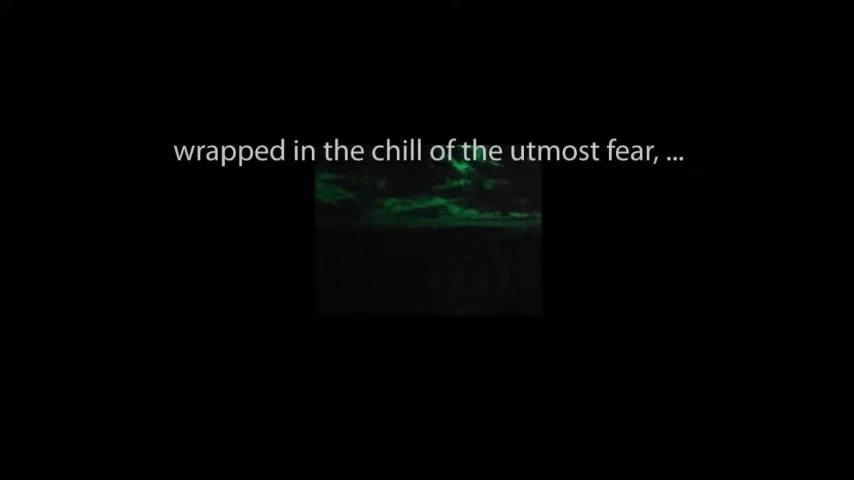 wrapped in the chill of the utmost fear, ...